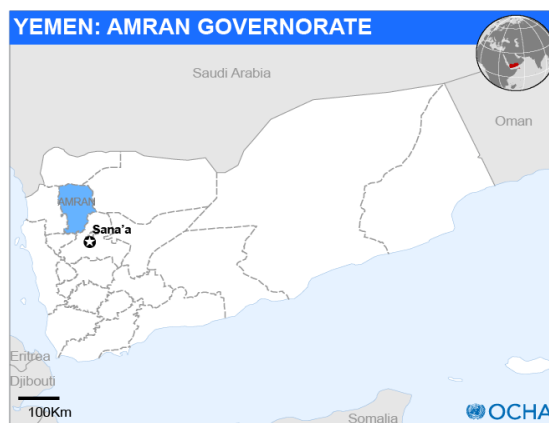 YEMEN: AMRAN GOVERNORATE
Saudi Arabia
Oman
AMRAN
Sana'a
Eritrea
Djibouti
100Km
Somalia
OCHA